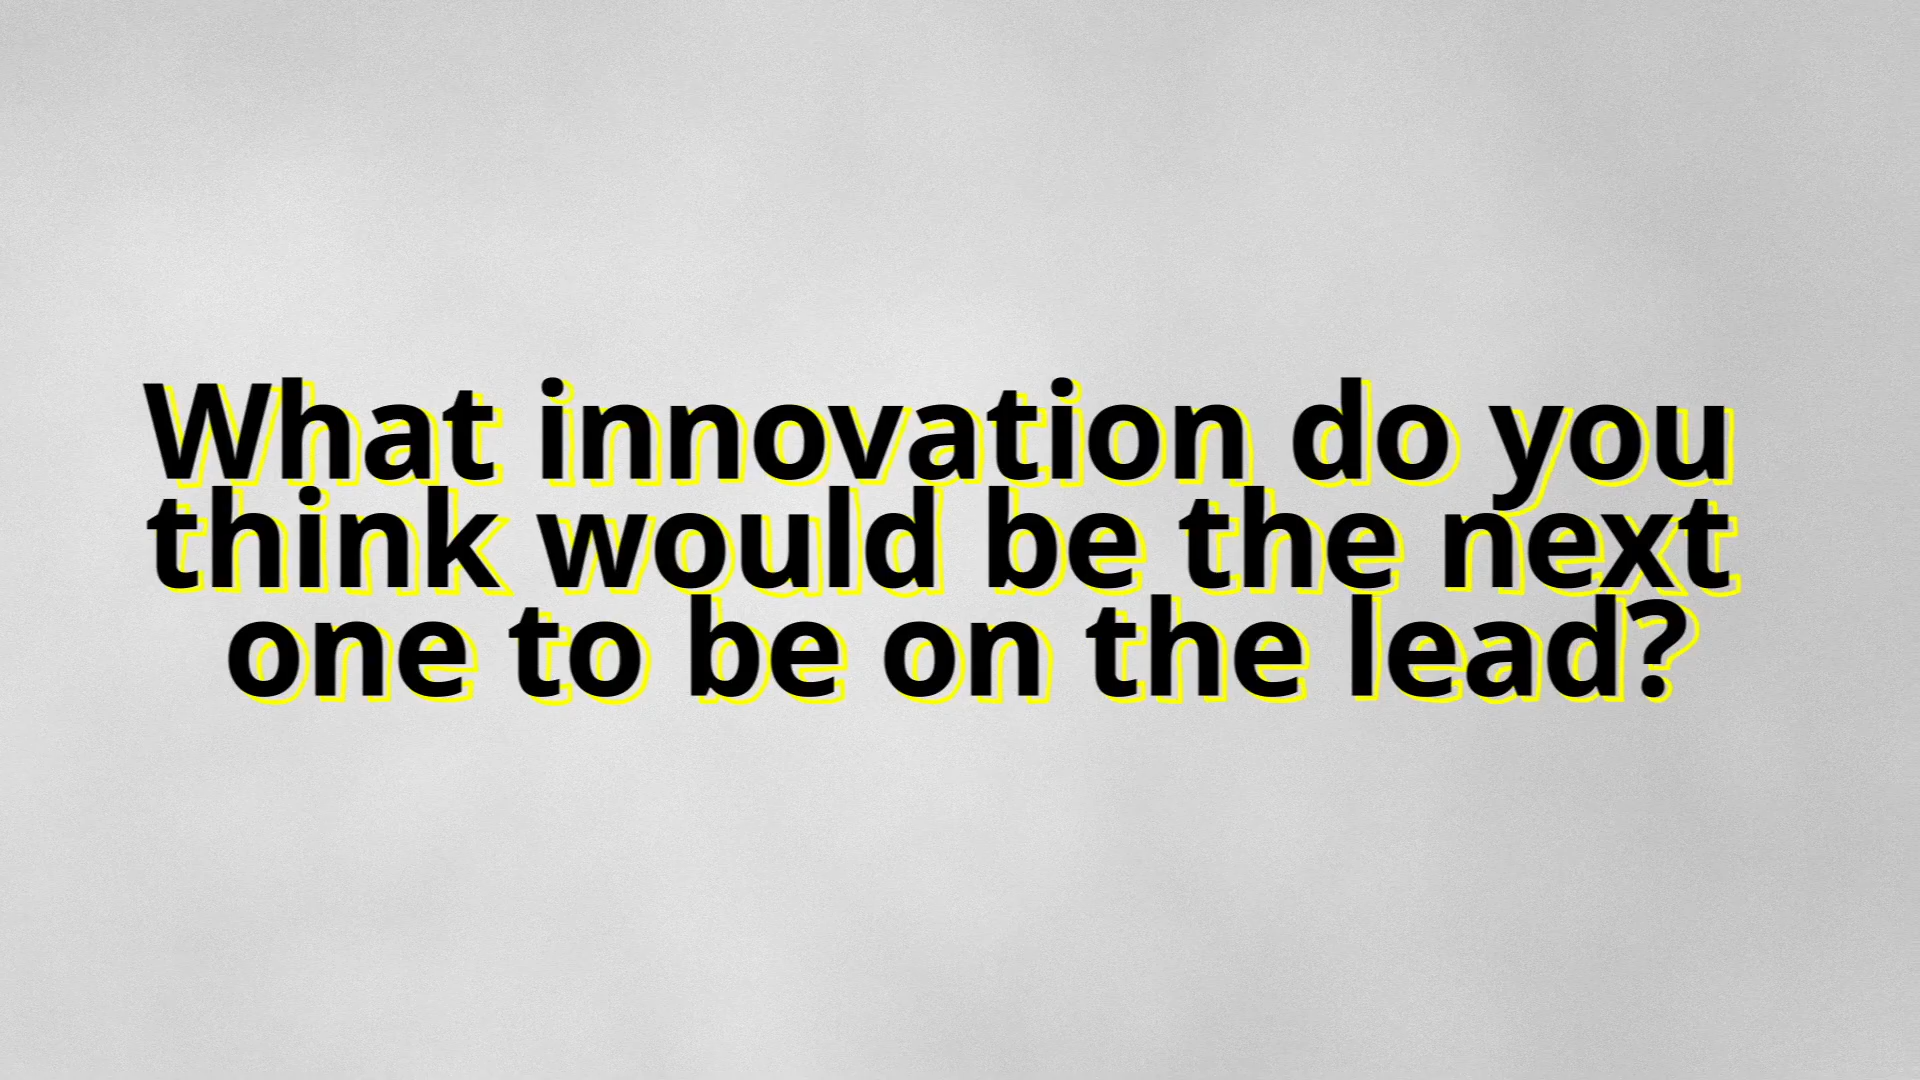 What innovation do you
think would be the next
one to be on the lead?